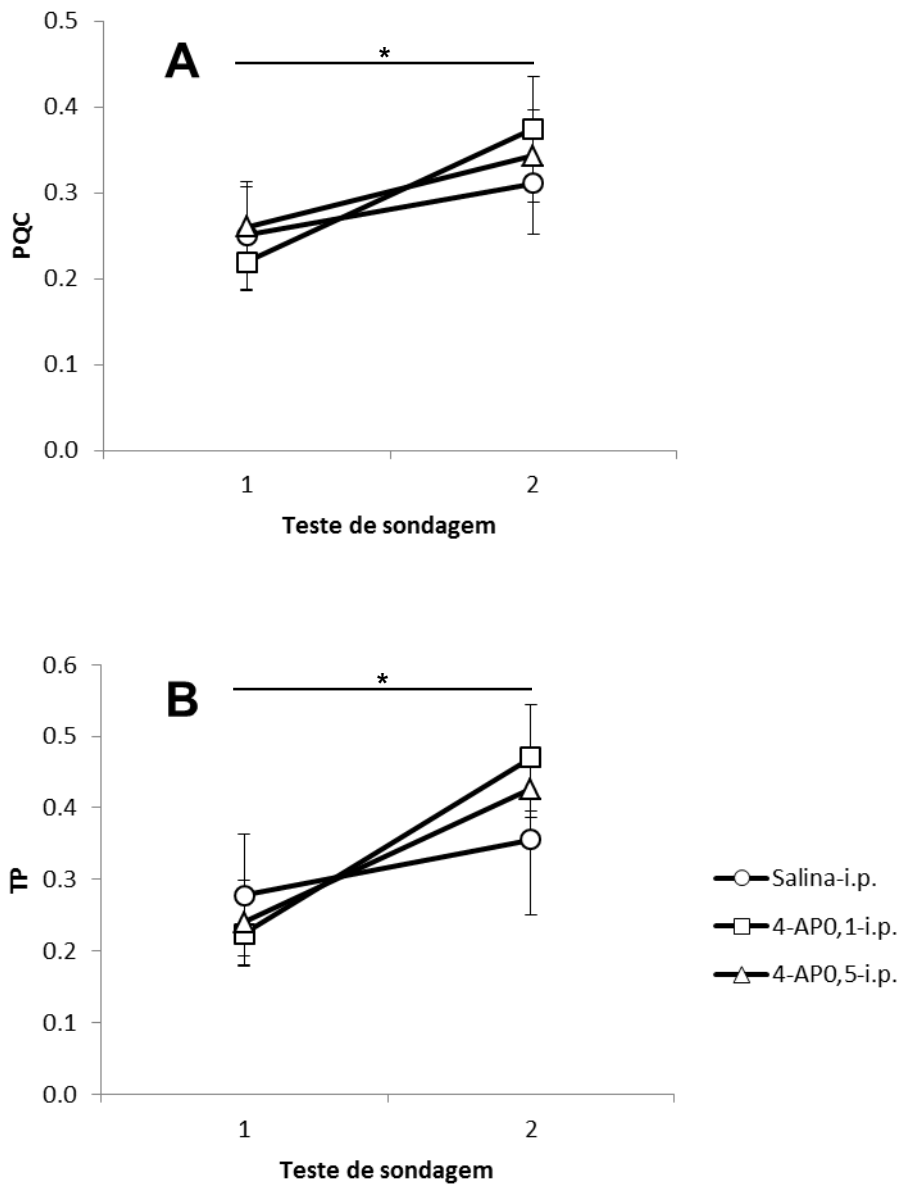 0.5
A
*
0.4
0.3
PQC
0.2
0.1
0.0
1 2
Teste de sondagem
0.6
B
*
0.5
0.4
0.3
TP
0.2
0.1
0.0
1 2
Teste de sondagem
Salina-i.p.
4-AP0,1-i.p.
4-AP0,5-i.p.